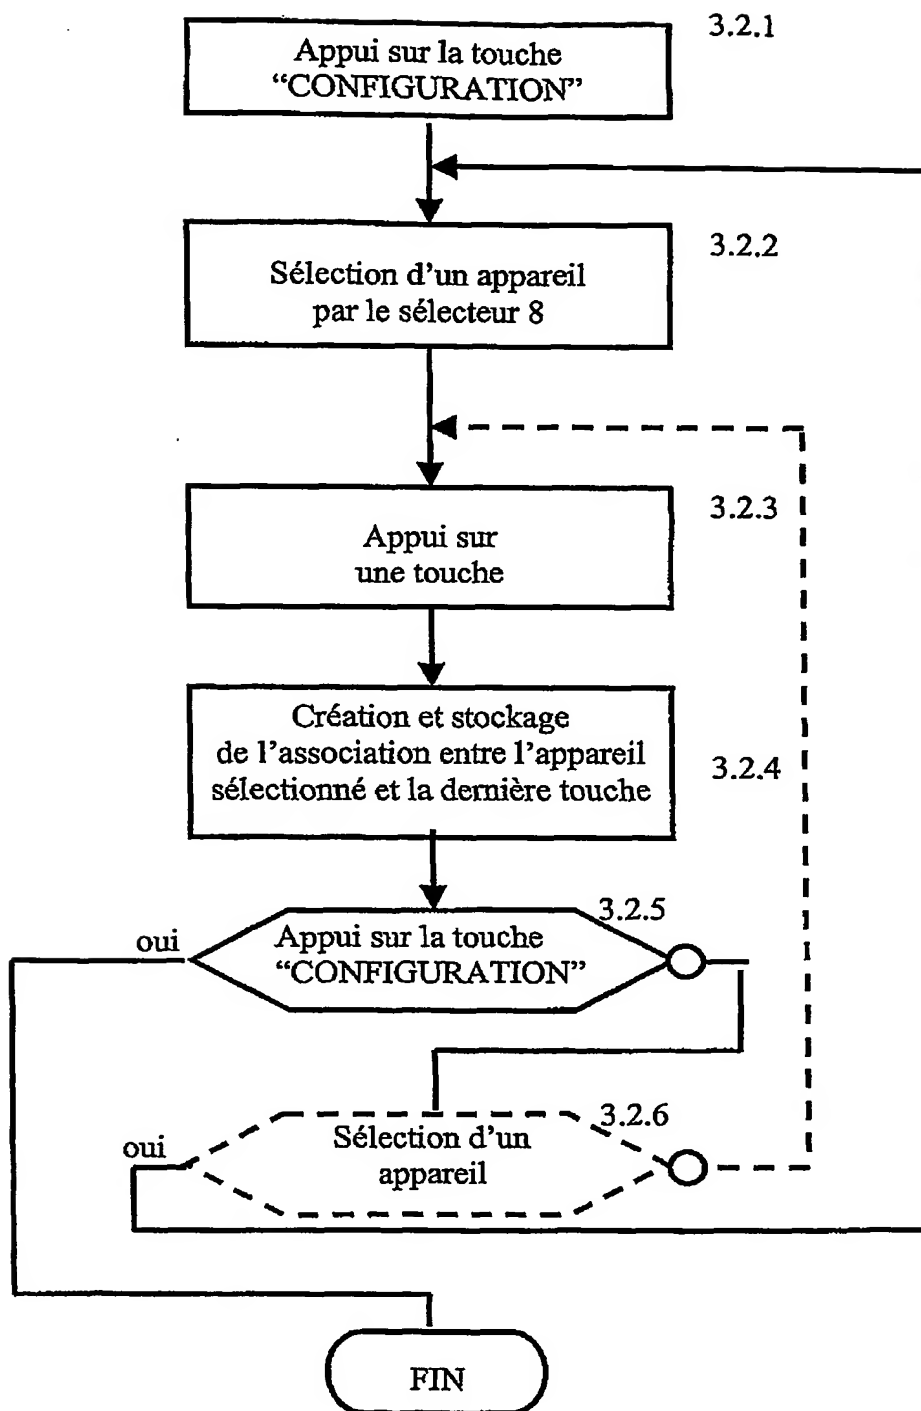 3.2.1
Appui sur la touche
“CONFIGURATION”
3.2.2
Sélection d’un appareil
par le sélecteur 8
3.2.3
Appui sur
une touche
Création et stockage
de l’association entre l’appareil
sélectionné et la dernière touche
3.2.4
3.2.5
oui
Appui sur la touche
“CONFIGURATION”
3.2.6
oui
Sélection d’un
appareil
FIN